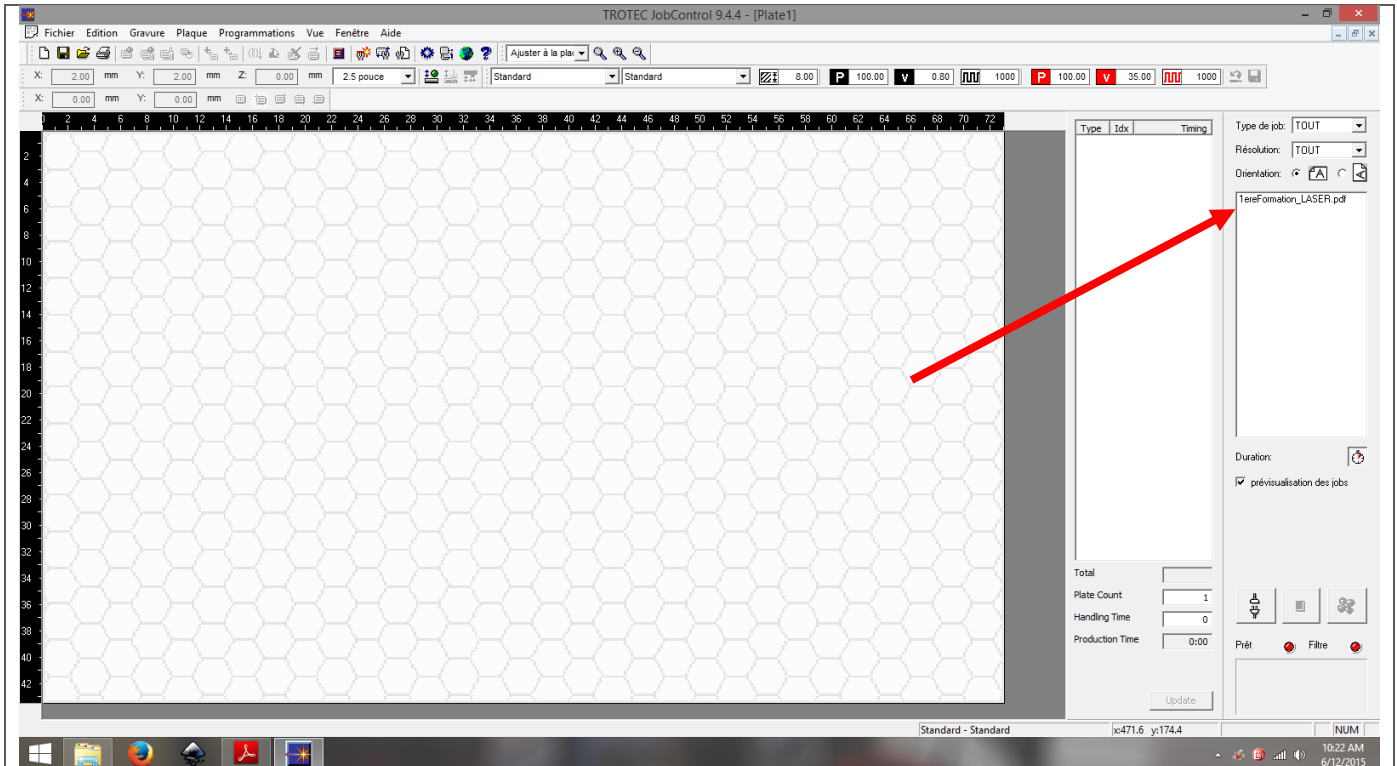 TROTEC JobControl 9.4.4 - [Plate1]
Fichier Edition Gravure Plaque Programmations Vue Fenêtre Aide
Ajuster à la pla
X: 2.00 mm Y: 2.00 mm Z: 0.00 mm 2.5 pouce Standard Standard 8.00 P 100.00 V 0.80 1000 P 100.00 V 35.00 1000
X: 0.00 mm Y: 0.00 mm
2 4 6 8 10 12 14 16 18 20 22 24 26 28 30 32 34 36 38 40 42 44 46 48 50 52 54 56 58 60 62 64 66 68 70 72
2
4
6
8
10
12
14
16
18
20
22
24
26
28
30
32
34
36
38
40
42
Type Idx Timing
Total
Plate Count 1
Handling Time 0
Production Time 0:00
Update
Type de job: TOUT
Résolution: TOUT
Orientation: A A
1ereFormation_LASER.pdf
Duration:
prévisualisation des jobs
Prêt Filtre
Standard - Standard x:471.6 y:174.4 NUM
10:22 AM
6/12/2015